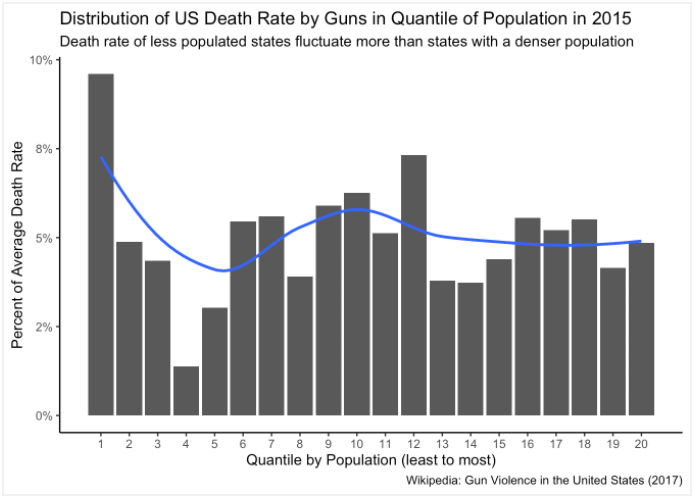 Distribution of US Death Rate by Guns in Quantile of Population in 2015
Death rate of less populated states fluctuate more than states with a denser population
10%
8%
5%
2%
0%
Percent of Average Death Rate
1 2 3 4 5 6 7 8 9 10 11 12 13 14 15 16 17 18 19 20
Quantile by Population (least to most)
Wikipedia: Gun Violence in the United States (2017)